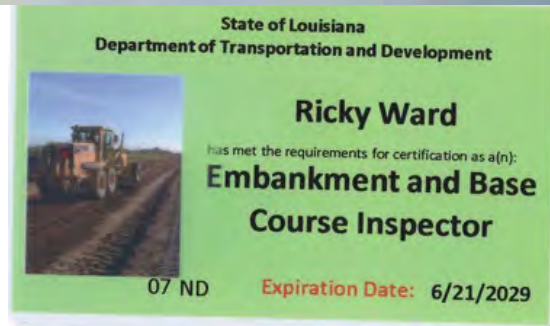 State of Louisiana
Department of Transportation and Development
Ricky Ward
has met the requirements for certification as a(n):
Embankment and Base
Course Inspector
07 ND
Expiration Date: 6/21/2029